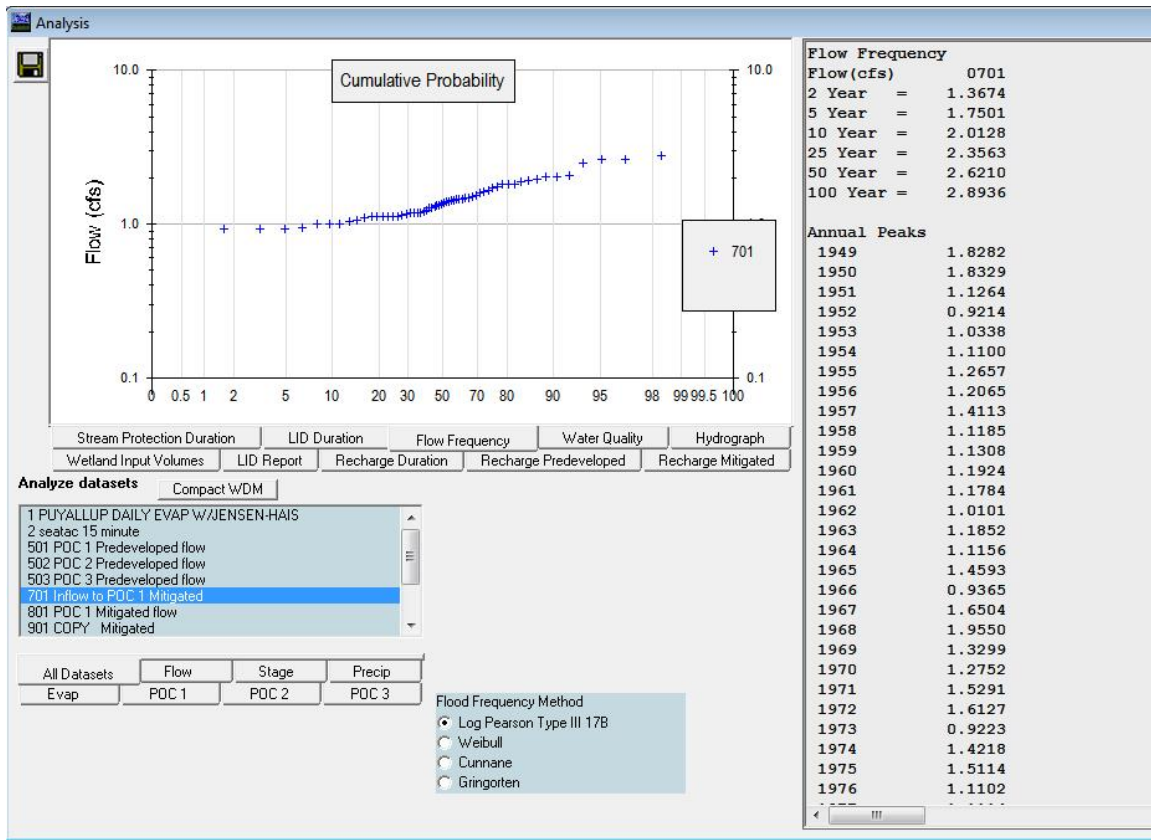 Analysis
Cumulative Probability
10.0
10.0
Flow (cfs)
1.0
701
0.1
0.1
0 0.5 1 2 5 10 20 30 50 70 80 90 95 98 99 99.5 100
Stream Protection Duration LID Duration Flow Frequency Water Quality Hydrograph
Wetland Input Volumes LID Report Recharge Duration Recharge Predeveloped Recharge Mitigated
Analyze datasets Compact WDM
1 PUYALLUP DAILY EVAP W/JENSEN-HAIS
2 seatac 15 minute
501 POC 1 Predeveloped flow
502 POC 2 Predeveloped flow
503 POC 3 Predeveloped flow
701 Inflow to POC 1 Mitigated
801 POC 1 Mitigated flow
901 COPY Mitigated
All Datasets Flow Stage Precip
Evap POC 1 POC 2 POC 3
Flood Frequency Method
Log Pearson Type III 17B
Weibull
Cunnane
Gringorten
Flow Frequency
Flow(cfs) 0701
2 Year = 1.3674
5 Year = 1.7501
10 Year = 2.0128
25 Year = 2.3563
50 Year = 2.6210
100 Year = 2.8936
Annual Peaks
1949 1.8282
1950 1.8329
1951 1.1264
1952 0.9214
1953 1.0338
1954 1.1100
1955 1.2657
1956 1.2065
1957 1.4113
1958 1.1185
1959 1.1308
1960 1.1924
1961 1.1784
1962 1.0101
1963 1.1852
1964 1.1156
1965 1.4593
1966 0.9365
1967 1.6504
1968 1.9550
1969 1.3299
1970 1.2752
1971 1.5291
1972 1.6127
1973 0.9223
1974 1.4218
1975 1.5114
1976 1.1102